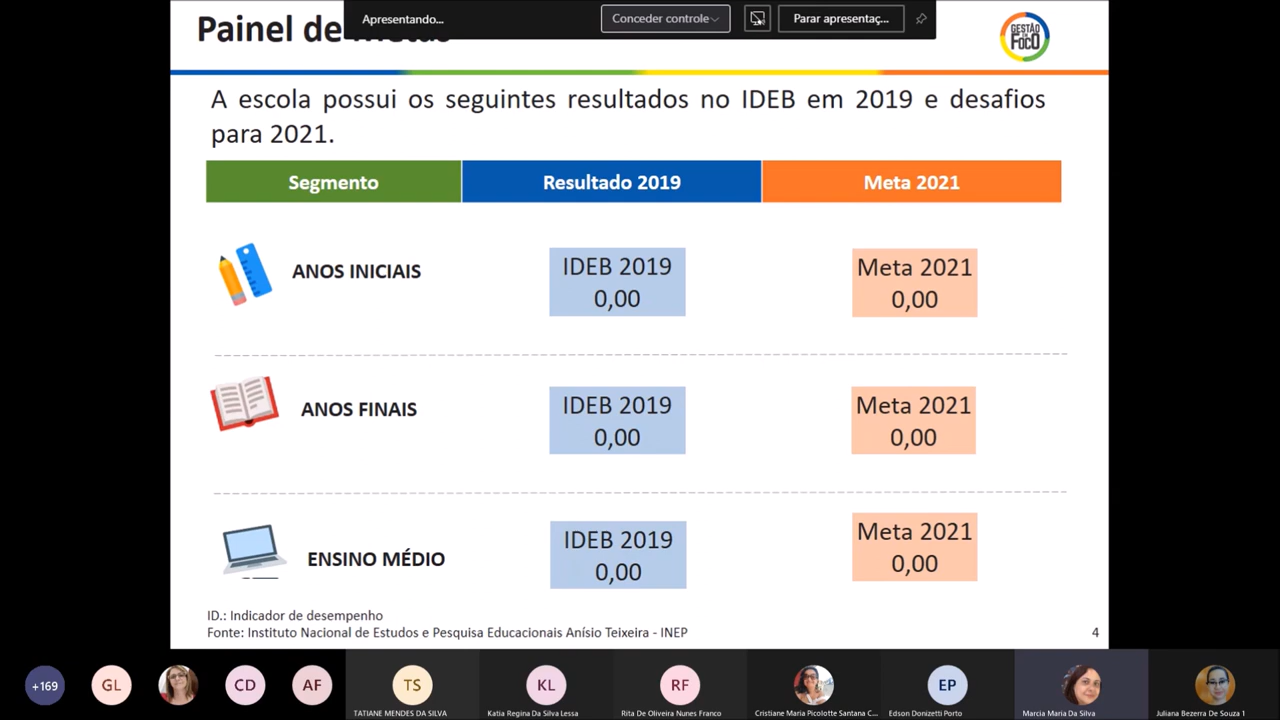 Painel de Metas
Apresentando...
Conceder controle
Parar apresentaç...
GESTÃO
EM
FOCO
A escola possui os seguintes resultados no IDEB em 2019 e desafios
para 2021.
Segmento
Resultado 2019
Meta 2021
ANOS INICIAIS
IDEB 2019
0,00
Meta 2021
0,00
ANOS FINAIS
IDEB 2019
0,00
Meta 2021
0,00
ENSINO MÉDIO
IDEB 2019
0,00
Meta 2021
0,00
ID.: Indicador de desempenho
Fonte: Instituto Nacional de Estudos e Pesquisa Educacionais Anísio Teixeira - INEP
4
+169
GL
CD
AF
TS
KL
RF
EP
TATIANE MENDES DA SILVA
Katia Regina Da Silva Lessa
Rita De Oliveira Nunes Franco
Cristiane Maria Picolotte Santana C...
Edson Donizetti Porto
Marcia Maria Da Silva
Juliana Bezerra De Souza 1